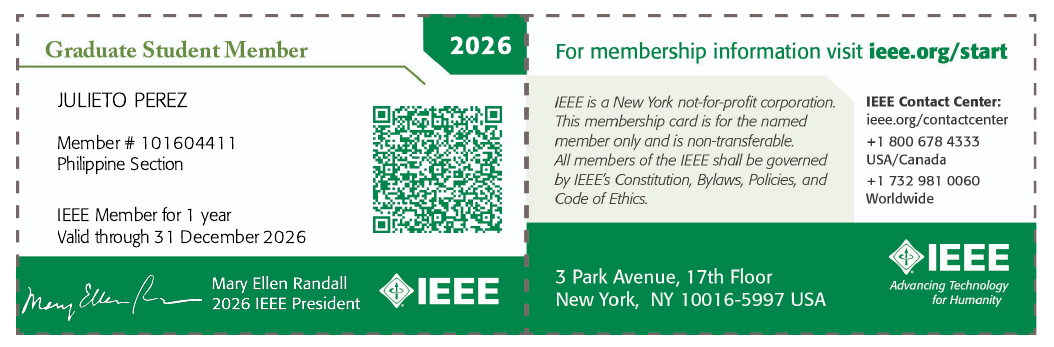 Graduate Student Member
2026
JULIETO PEREZ
Member # 101604411
Philippine Section
IEEE Member for 1 year
Valid through 31 December 2026
Mary Ellen R
Mary Ellen Randall
2026 IEEE President
IEEE
For membership information visit ieee.org/start
IEEE is a New York not-for-profit corporation.
This membership card is for the named
member only and is non-transferable.
All members of the IEEE shall be governed
by IEEE's Constitution, Bylaws, Policies, and
Code of Ethics.
IEEE Contact Center:
ieee.org/contactcenter
+1 800 678 4333
USA/Canada
+1 732 981 0060
Worldwide
3 Park Avenue, 17th Floor
New York,  NY 10016-5997 USA
IEEE
Advancing Technology
for Humanity